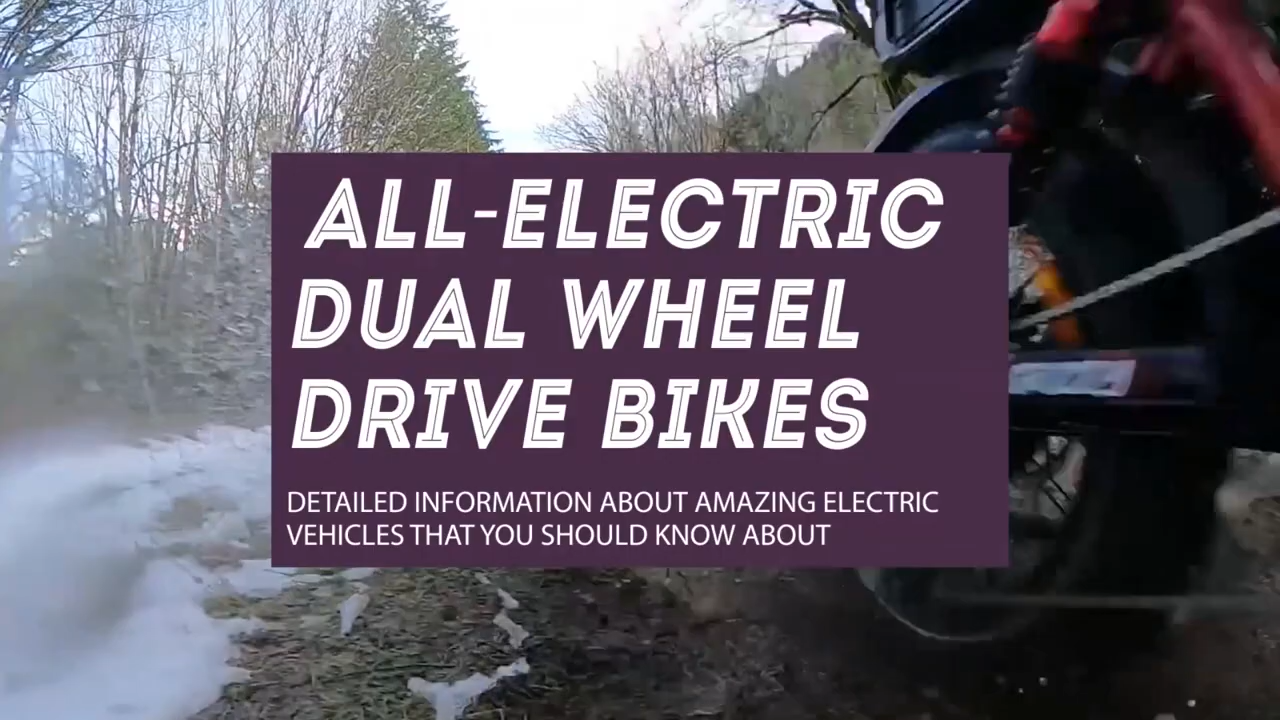 ALL-ELECTRIC
DUAL WHEEL
DRIVE BIKES
DETAILED INFORMATION ABOUT AMAZING ELECTRIC
VEHICLES THAT YOU SHOULD KNOW ABOUT